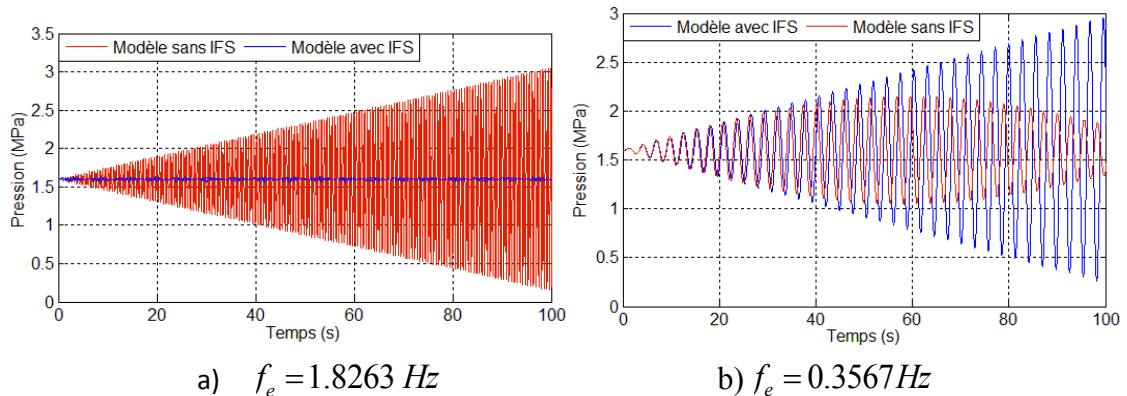 3.5
3
2.5
2
1.5
1
0.5
0
Pression (MPa)
Modèle sans IFS Modèle avec IFS
0 20 40 60 80 100
Temps (s)
a) f_e = 1.8263 Hz
3
2.5
2
1.5
1
0.5
0
Pression (MPa)
Modèle avec IFS Modèle sans IFS
0 20 40 60 80 100
Temps (s)
b) f_e = 0.3567 Hz